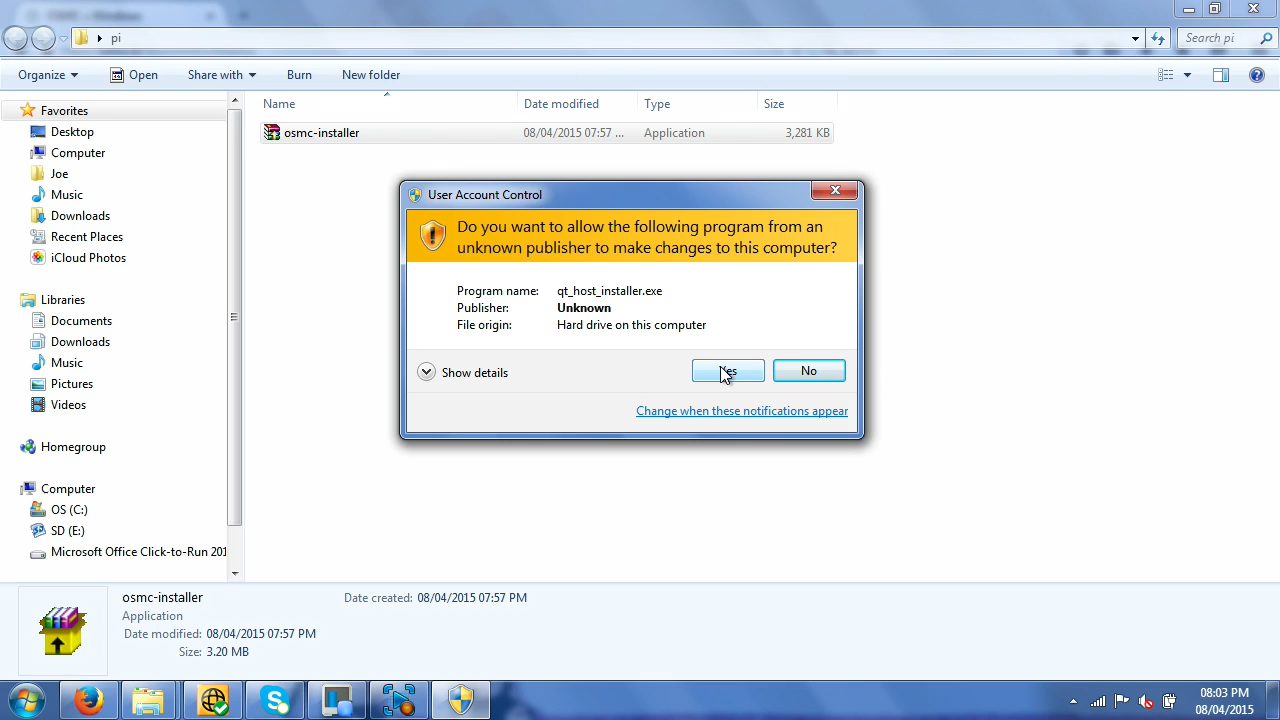 pi
Search pi
Organize
Open
Share with
Burn
New folder
Name
Date modified
Type
Size
osmc-installer
08/04/2015 07:57 ...
Application
3,281 KB
Favorites
Desktop
Computer
Joe
Music
Downloads
Recent Places
iCloud Photos
Libraries
Documents
Downloads
Music
Pictures
Videos
Homegroup
Computer
OS (C:)
SD (E:)
Microsoft Office Click-to-Run 201
User Account Control
Do you want to allow the following program from an
unknown publisher to make changes to this computer?
Program name: qt_host_installer.exe
Publisher: Unknown
File origin: Hard drive on this computer
Show details
Yes
No
Change when these notifications appear
osmc-installer
Application
Date modified: 08/04/2015 07:57 PM
Size: 3.20 MB
Date created: 08/04/2015 07:57 PM
08:03 PM
08/04/2015